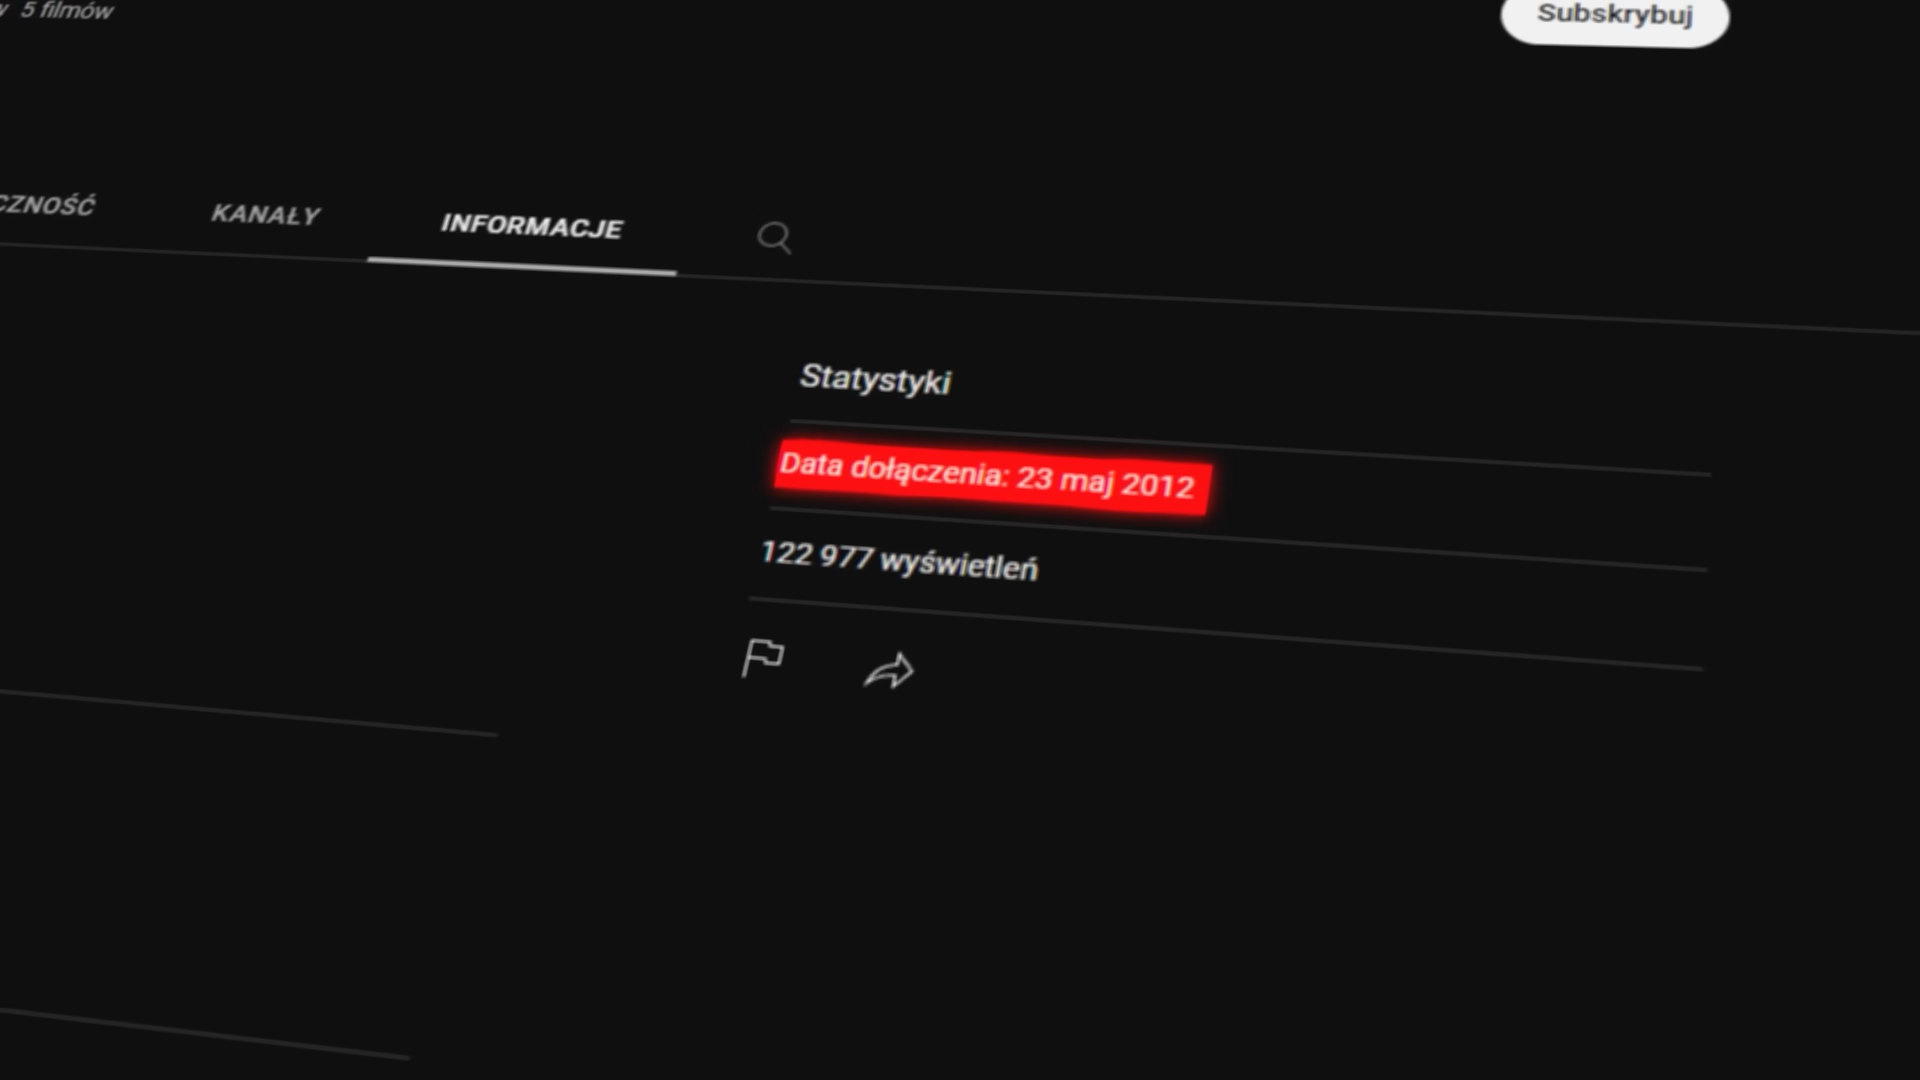 5 filmów
Subskrybuj
CZNOŚĆ
KANAŁY
INFORMACJE
Statystyki
Data dołączenia: 23 maj 2012
122 977 wyświetleń